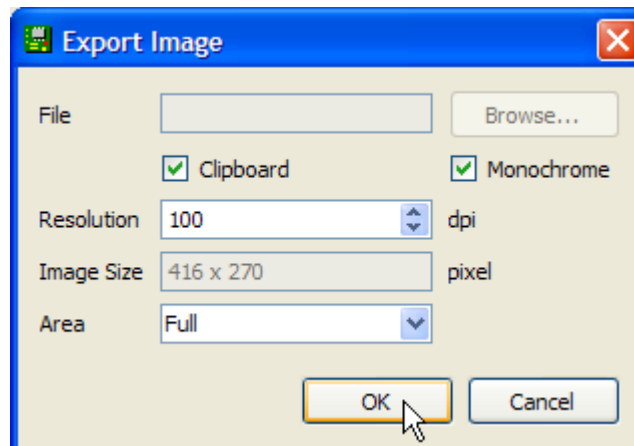 Export Image
File Browse...
Clipboard Monochrome
Resolution 100 dpi
Image Size 416 x 270 pixel
Area Full
OK Cancel